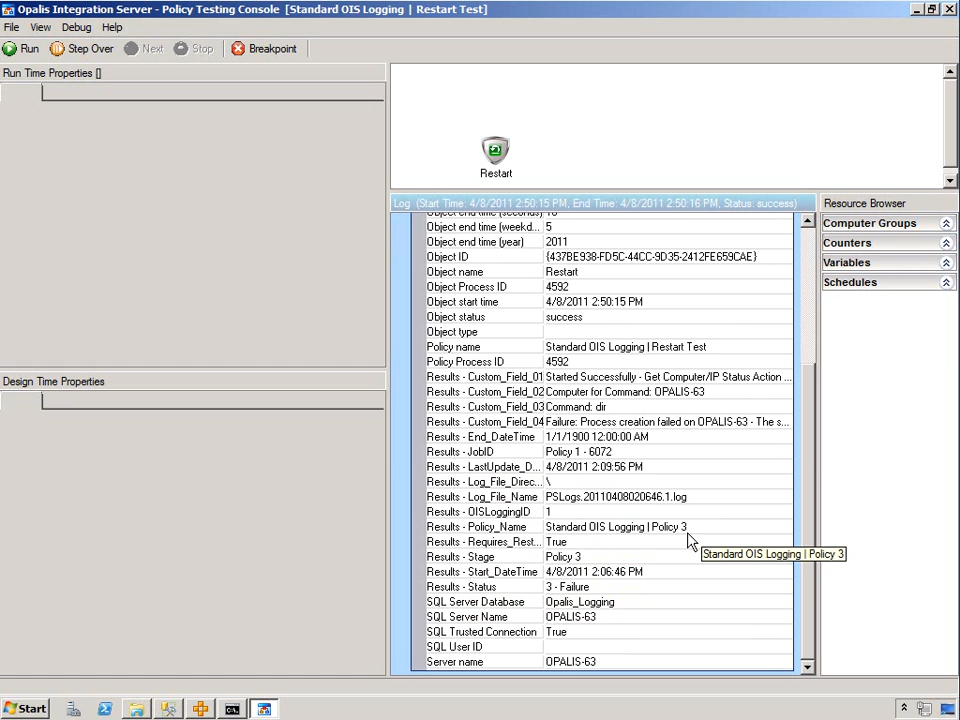 Opalis Integration Server - Policy Testing Console [Standard OIS Logging | Restart Test]
File View Debug Help
Run Step Over Next Stop Breakpoint
Run Time Properties []
Restart
Log (Start Time: 4/8/2011 2:50:15 PM, End Time: 4/8/2011 2:50:16 PM, Status: success)
Object end time (seconds) 16
Object end time (weekd... 5
Object end time (year) 2011
Object ID {437BE938-FD5C-44CC-9D35-2412FE659CAE}
Object name Restart
Object Process ID 4592
Object start time 4/8/2011 2:50:15 PM
Object status success
Object type
Policy name Standard OIS Logging | Restart Test
Policy Process ID 4592
Results - Custom_Field_01 Started Successfully - Get Computer/IP Status Action ...
Results - Custom_Field_02 Computer for Command: OPALIS-63
Results - Custom_Field_03 Command: dir
Results - Custom_Field_04 Failure: Process creation failed on OPALIS-63 - The s...
Results - End_DateTime 1/1/1900 12:00:00 AM
Results - JobID Policy 1 - 6072
Results - LastUpdate_D... 4/8/2011 2:09:56 PM
Results - Log_File_Direc... \
Results - Log_File_Name PSLogs.20110408020646.1.log
Results - OISLoggingID 1
Results - Policy_Name Standard OIS Logging | Policy 3
Results - Requires_Rest... True
Results - Stage Policy 3
Results - Start_DateTime 4/8/2011 2:06:46 PM
Results - Status 3 - Failure
SQL Server Database Opalis_Logging
SQL Server Name OPALIS-63
SQL Trusted Connection True
SQL User ID
Server name OPALIS-63
Standard OIS Logging | Policy 3
Resource Browser
Computer Groups
Counters
Variables
Schedules
Design Time Properties
Start